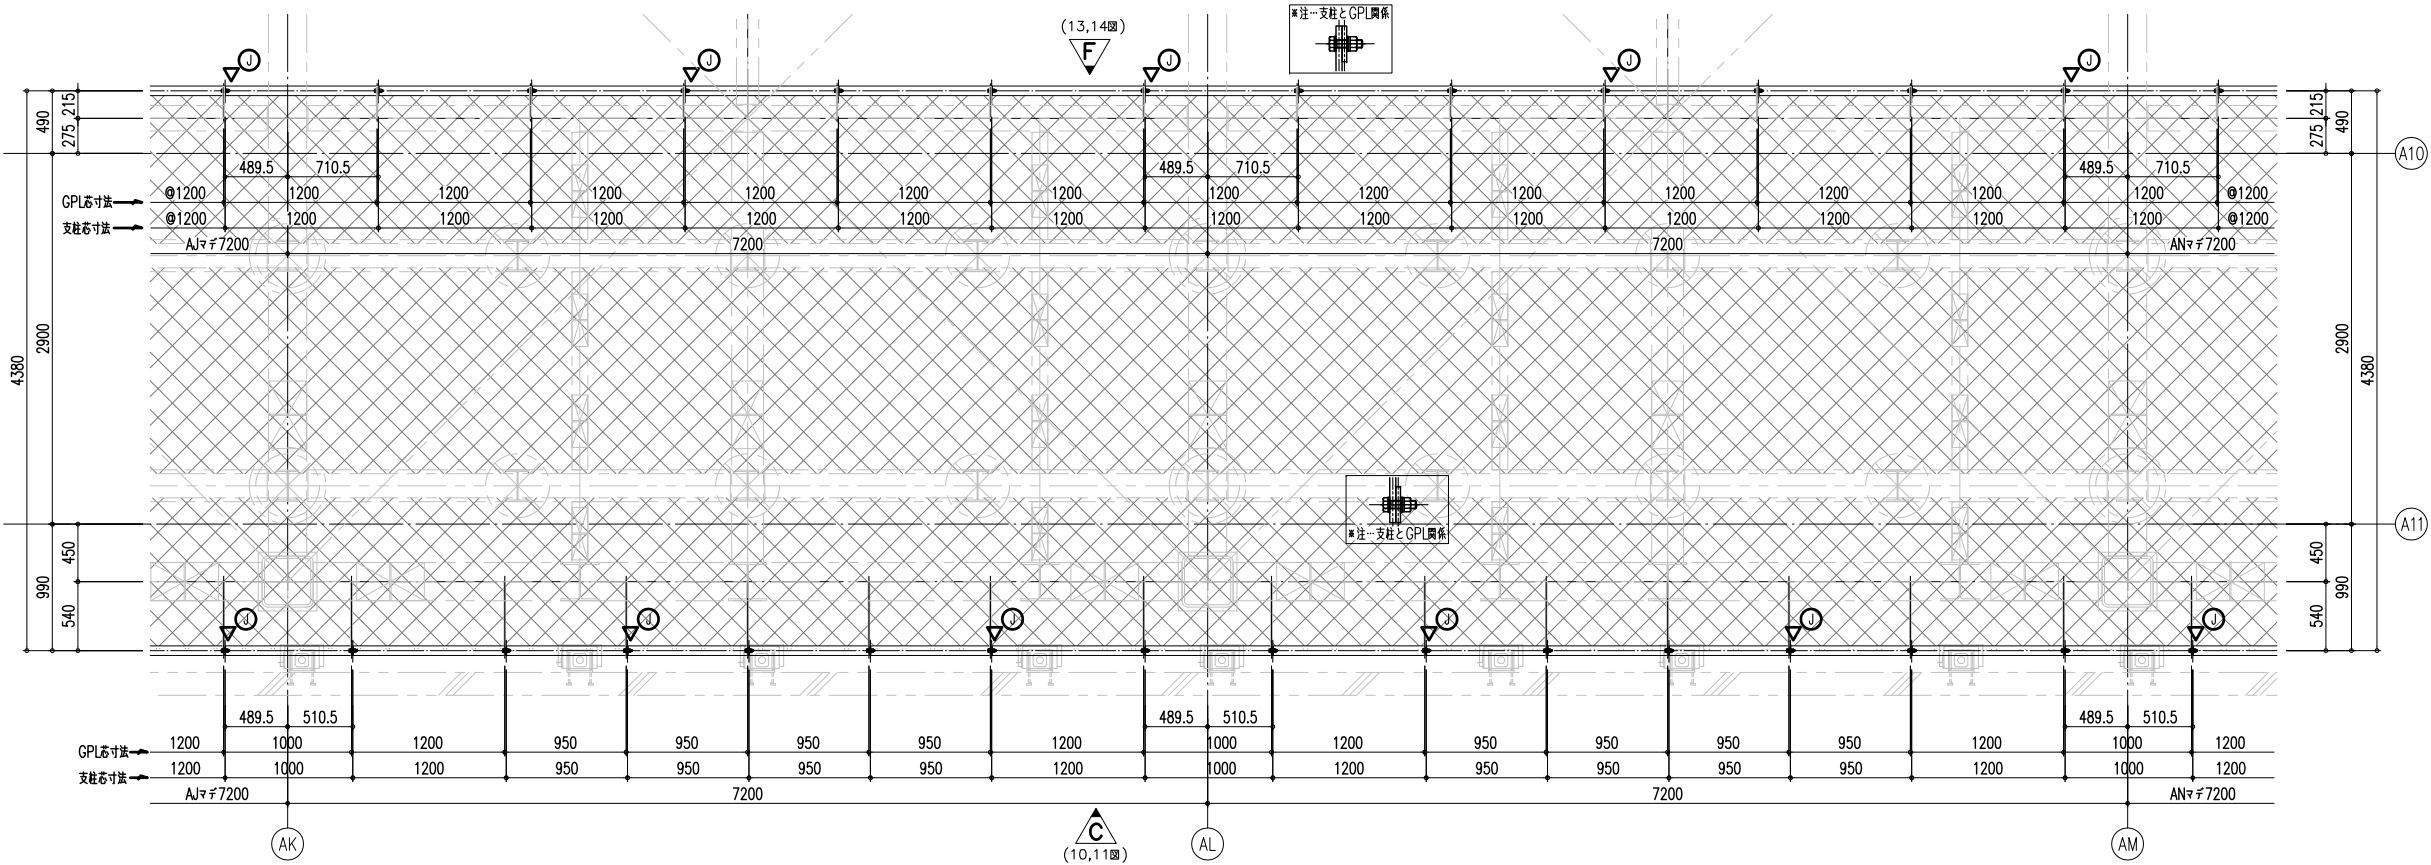 ※注…支柱とGPL関係
(13,14図)
F
J J J J J
215 490 275
215 490 275
A10
489.5 710.5 489.5 710.5 489.5 710.5
GPL芯寸法 @1200 1200 1200 1200 1200 1200 1200 1200 1200 1200 1200 1200 1200 1200 @1200
支柱芯寸法 @1200 1200 1200 1200 1200 1200 1200 1200 1200 1200 1200 1200 1200 1200 @1200
AJマデ7200 7200 7200 ANマデ7200
4380 2900
2900 4380
※注…支柱とGPL関係
A11
450 990 540
450 990 540
J J J J J J
489.5 510.5 489.5 510.5 489.5 510.5
GPL芯寸法 1200 1000 1200 950 950 950 950 1200 1000 1200 950 950 950 950 1200 1000 1200
支柱芯寸法 1200 1000 1200 950 950 950 950 1200 1000 1200 950 950 950 950 1200 1000 1200
AJマデ7200 7200 7200 ANマデ7200
AK AL AM
C
(10,11図)